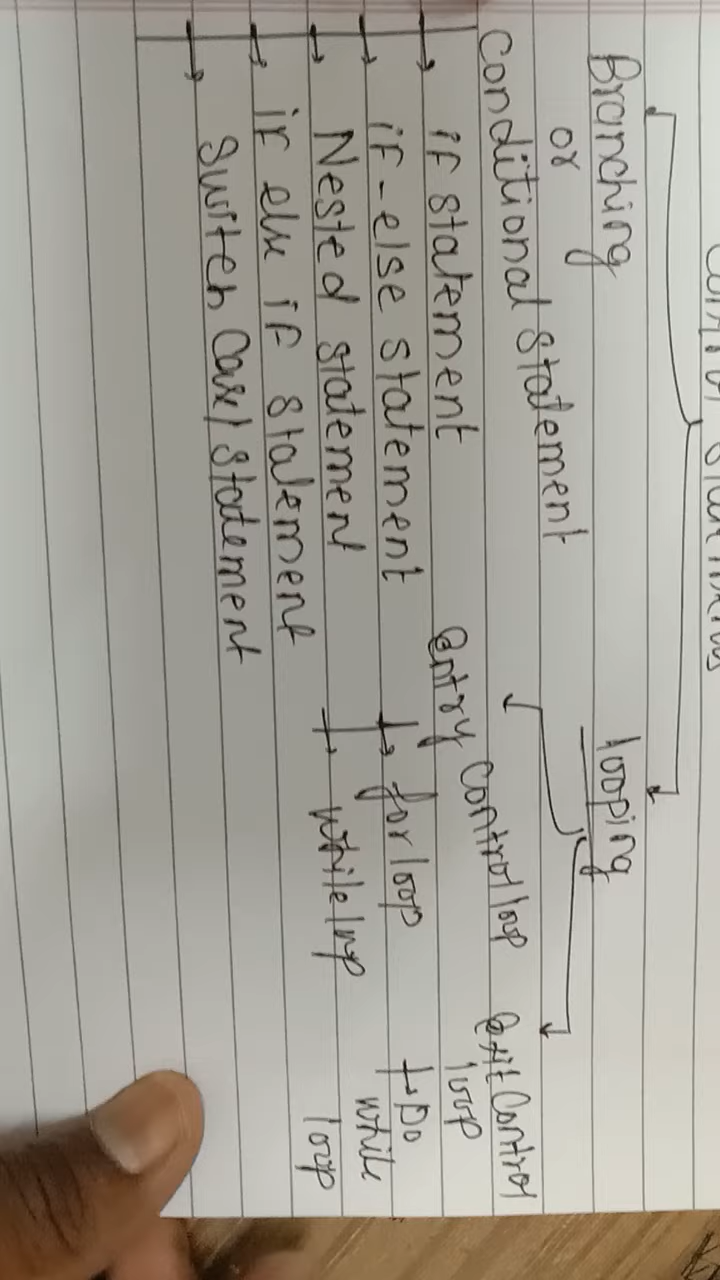 Control Statements
Branching
or
Conditional Statement
if statement
if-else statement
Nested statement
if else if statement
Switch Case/Statement
looping
entry control loop
for loop
while loop
exit control
loop
Do
while
loop